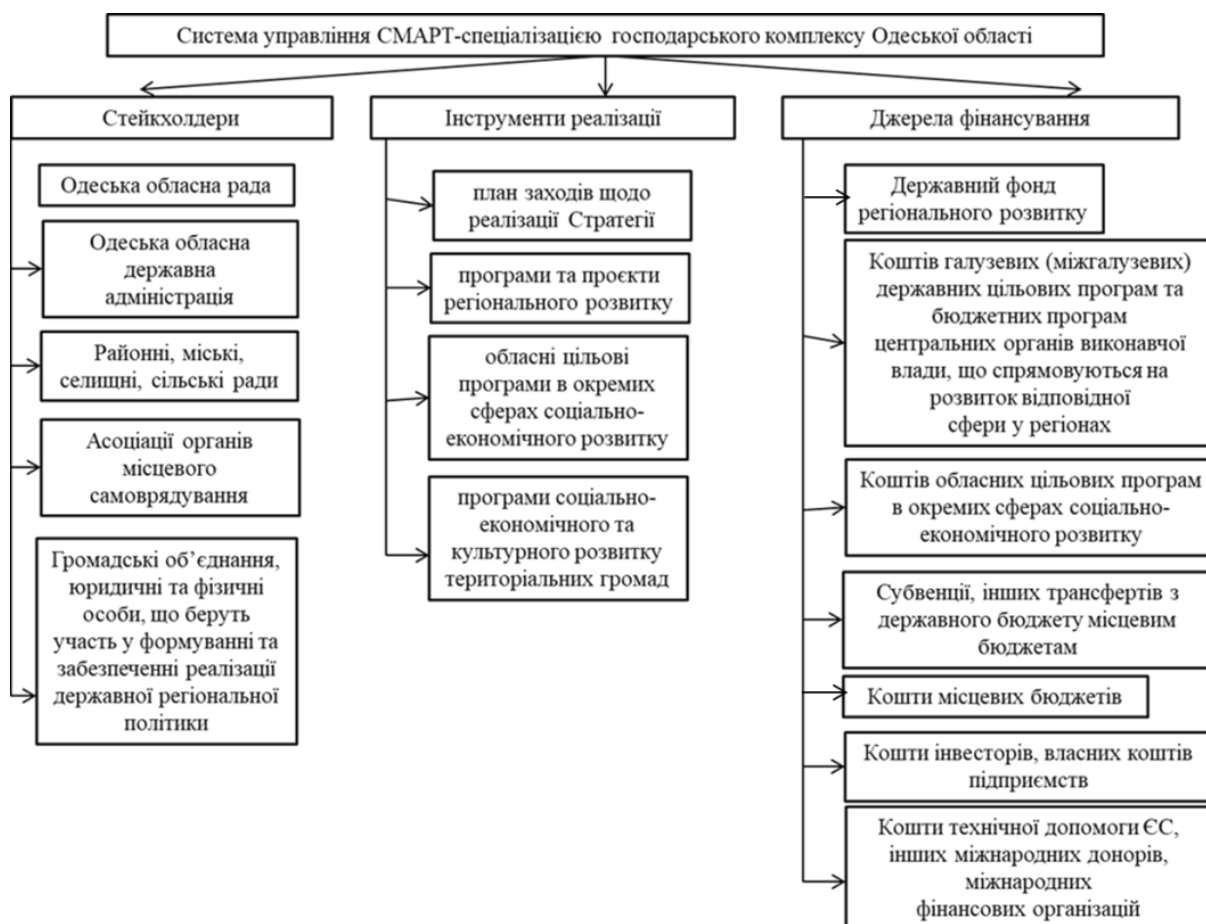 Система управління СМАРТ-спеціалізацією господарського комплексу Одеської області
Стейкхолдери
Одеська обласна рада
Одеська обласна
державна
адміністрація
Районні, міські,
селищні, сільські ради
Асоціації органів
місцевого
самоврядування
Громадські об’єднання,
юридичні та фізичні
особи, що беруть
участь у формуванні та
забезпеченні реалізації
державної регіональної
політики
Інструменти реалізації
план заходів щодо
реалізації Стратегії
програми та проєкти
регіонального розвитку
обласні цільові
програми в окремих
сферах соціально-
економічного розвитку
програми соціально-
економічного та
культурного розвитку
територіальних громад
Джерела фінансування
Державний фонд
регіонального розвитку
Коштів галузевих (міжгалузевих)
державних цільових програм та
бюджетних програм
центральних органів виконавчої
влади, що спрямовуються на
розвиток відповідної
сфери у регіонах
Коштів обласних цільових програм
в окремих сферах соціально-
економічного розвитку
Субвенції, інших трансфертів з
державного бюджету місцевим
бюджетам
Кошти місцевих бюджетів
Кошти інвесторів, власних коштів
підприємств
Кошти технічної допомоги ЄС,
інших міжнародних донорів,
міжнародних
фінансових організацій